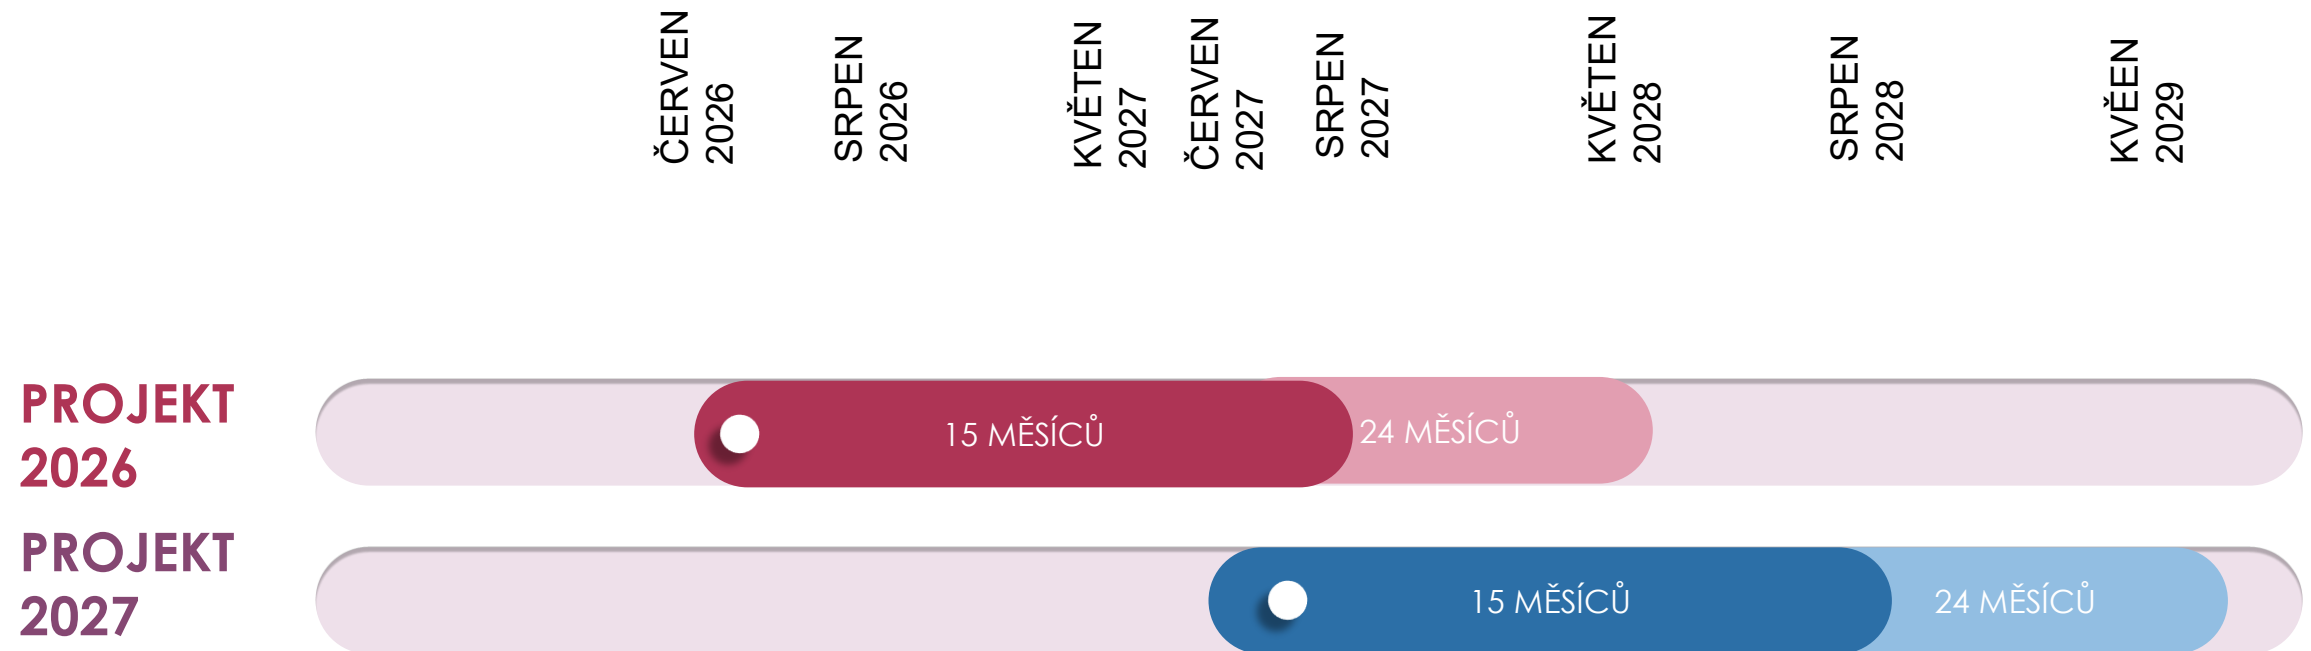 ČERVEN
2026
SRPEN
2026
KVĚTEN
2027
ČERVEN
2027
SRPEN
2027
KVĚTEN
2028
SRPEN
2028
KVĚEN
2029
PROJEKT
2026
15 MĚSÍCŮ
24 MĚSÍCŮ
PROJEKT
2027
15 MĚSÍCŮ
24 MĚSÍCŮ